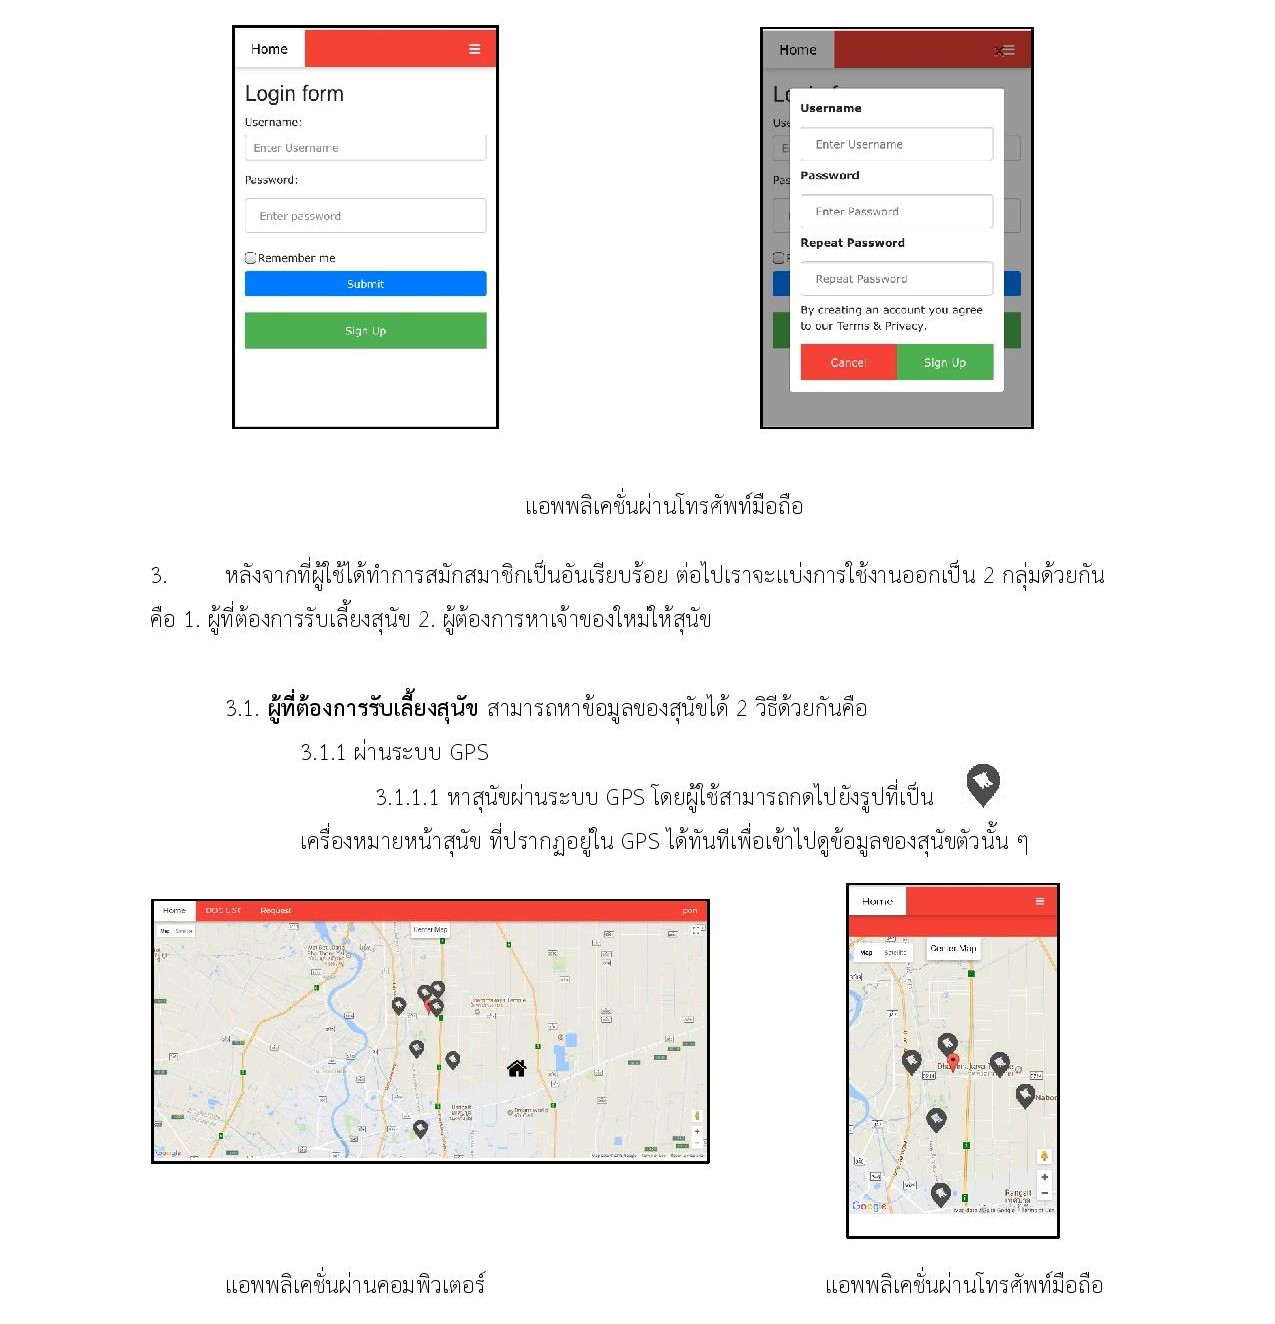 Home
Login form
Username:
Enter Username
Password:
Enter password
Remember me
Submit
Sign Up
Home
Username
Enter Username
Password
Enter Password
Repeat Password
Repeat Password
By creating an account you agree
to our Terms & Privacy.
Cancel
Sign Up
แอพพลิเคชั่นผ่านโทรศัพท์มือถือ
3. หลังจากที่ผู้ใช้ได้ทำการสมักสมาชิกเป็นอันเรียบร้อย ต่อไปเราจะแบ่งการใช้งานออกเป็น 2 กลุ่มด้วยกัน
คือ 1. ผู้ที่ต้องการรับเลี้ยงสุนัข 2. ผู้ต้องการหาเจ้าของใหม่ให้สุนัข
3.1. ผู้ที่ต้องการรับเลี้ยงสุนัข สามารถหาข้อมูลของสุนัขได้ 2 วิธีด้วยกันคือ
3.1.1 ผ่านระบบ GPS
3.1.1.1 หาสุนัขผ่านระบบ GPS โดยผู้ใช้สามารถกดไปยังรูปที่เป็น
เครื่องหมายหน้าสุนัข ที่ปรากฏอยู่ใน GPS ได้ทันทีเพื่อเข้าไปดูข้อมูลของสุนัขตัวนั้น ๆ
Home DOG LIST Request pon
Map Satellite Center Map
Dream World
Google
Home
Map Satellite Center Map
Rangsit
Google
แอพพลิเคชั่นผ่านคอมพิวเตอร์
แอพพลิเคชั่นผ่านโทรศัพท์มือถือ